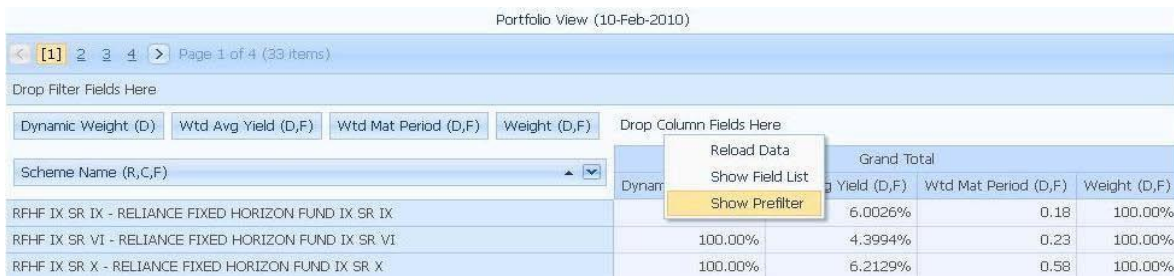 Portfolio View (10-Feb-2010)
[1] 2 3 4 Page 1 of 4 (33 items)
Drop Filter Fields Here
Dynamic Weight (D) Wtd Avg Yield (D,F) Wtd Mat Period (D,F) Weight (D,F) Drop Column Fields Here
Reload Data
Show Field List
Show Prefilter
Scheme Name (R,C,F) Grand Total
Dynam g Yield (D,F) Wtd Mat Period (D,F) Weight (D,F)
RFHF IX SR IX - RELIANCE FIXED HORIZON FUND IX SR IX 6.0026% 0.18 100.00%
RFHF IX SR VI - RELIANCE FIXED HORIZON FUND IX SR VI 100.00% 4.3994% 0.23 100.00%
RFHF IX SR X - RELIANCE FIXED HORIZON FUND IX SR X 100.00% 6.2129% 0.58 100.00%